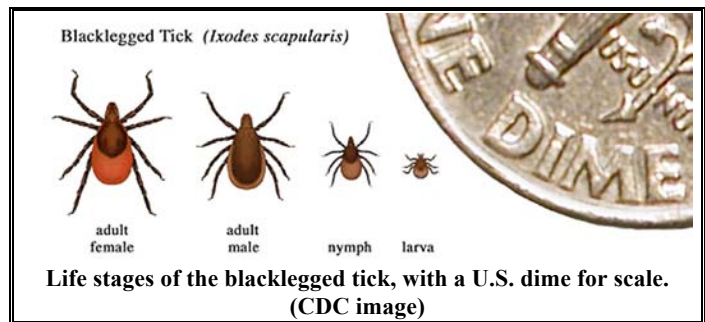 Blacklegged Tick (Ixodes scapularis)
NE DIME
adult
female
adult
male
nymph
larva
Life stages of the blacklegged tick, with a U.S. dime for scale.
(CDC image)